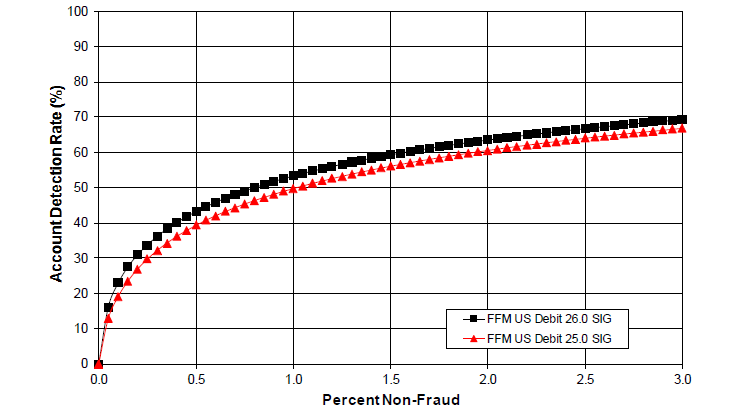 100
90
80
70
60
50
40
30
20
10
0
Account Detection Rate (%)
FFM US Debit 26.0 SIG
FFM US Debit 25.0 SIG
0.0 0.5 1.0 1.5 2.0 2.5 3.0
Percent Non-Fraud